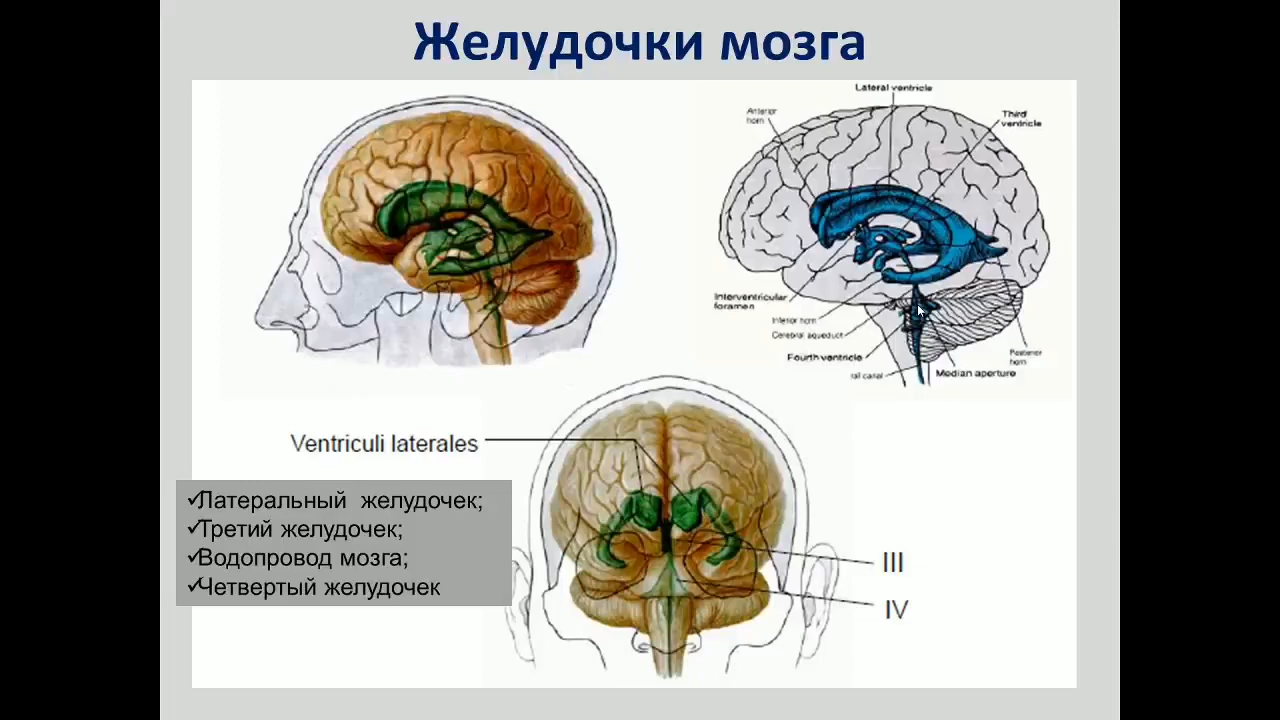 Желудочки мозга
Lateral ventricle
Anterior
horn
Third
ventricle
Interventricular
foramen
Inferior horn
Cerebral aqueduct
Fourth ventricle
Posterior
horn
Median aperture
canal
Ventriculi laterales
✓Латеральный желудочек;
✓Третий желудочек;
✓Водопровод мозга;
✓Четвертый желудочек
III
IV